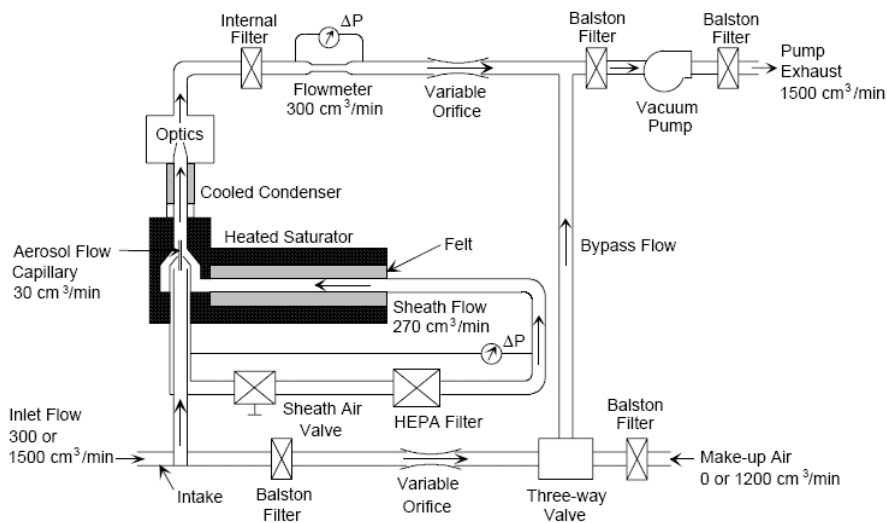 Internal
Filter
ΔP
Balston
Filter
Balston
Filter
Pump
Exhaust
1500 cm³/min
Flowmeter
300 cm³/min
Variable
Orifice
Vacuum
Pump
Optics
Cooled Condenser
Heated Saturator
Felt
Bypass Flow
Aerosol Flow
Capillary
30 cm³/min
Sheath Flow
270 cm³/min
ΔP
Sheath Air
Valve
HEPA Filter
Inlet Flow
300 or
1500 cm³/min
Balston
Filter
Make-up Air
0 or 1200 cm³/min
Intake
Balston
Filter
Variable
Orifice
Three-way
Valve